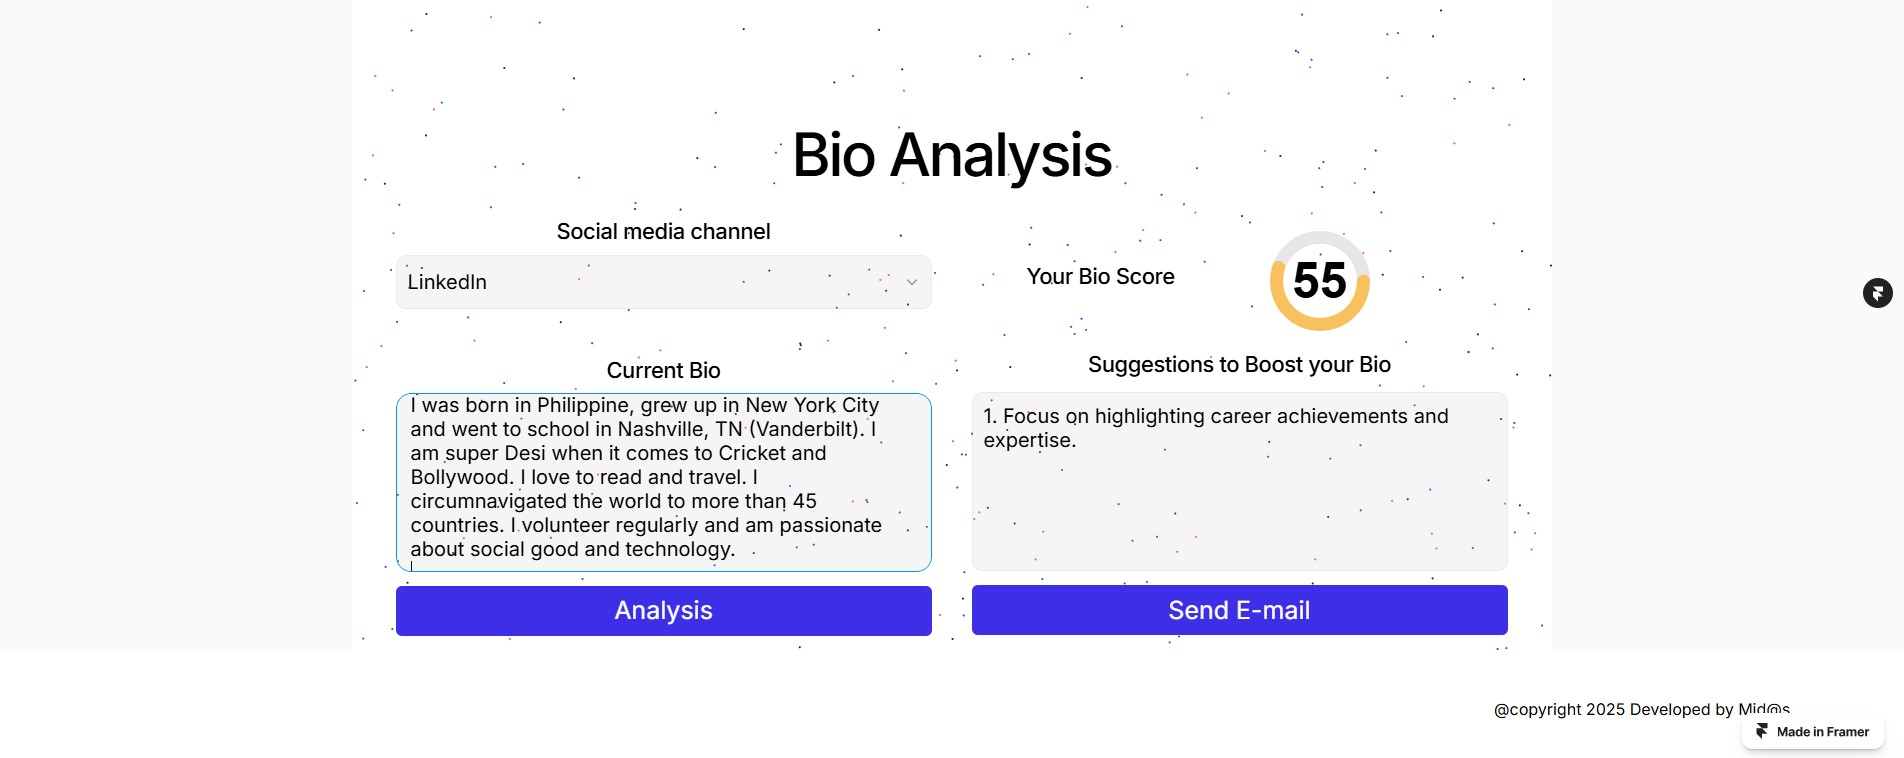 Bio Analysis
Social media channel
LinkedIn
Your Bio Score
55
Current Bio
I was born in Philippine, grew up in New York City
and went to school in Nashville, TN (Vanderbilt). I
am super Desi when it comes to Cricket and
Bollywood. I love to read and travel. I
circumnavigated the world to more than 45
countries. I volunteer regularly and am passionate
about social good and technology.
Analysis
Suggestions to Boost your Bio
1. Focus on highlighting career achievements and
expertise.
Send E-mail
@copyright 2025 Developed by Mid@s
Made in Framer